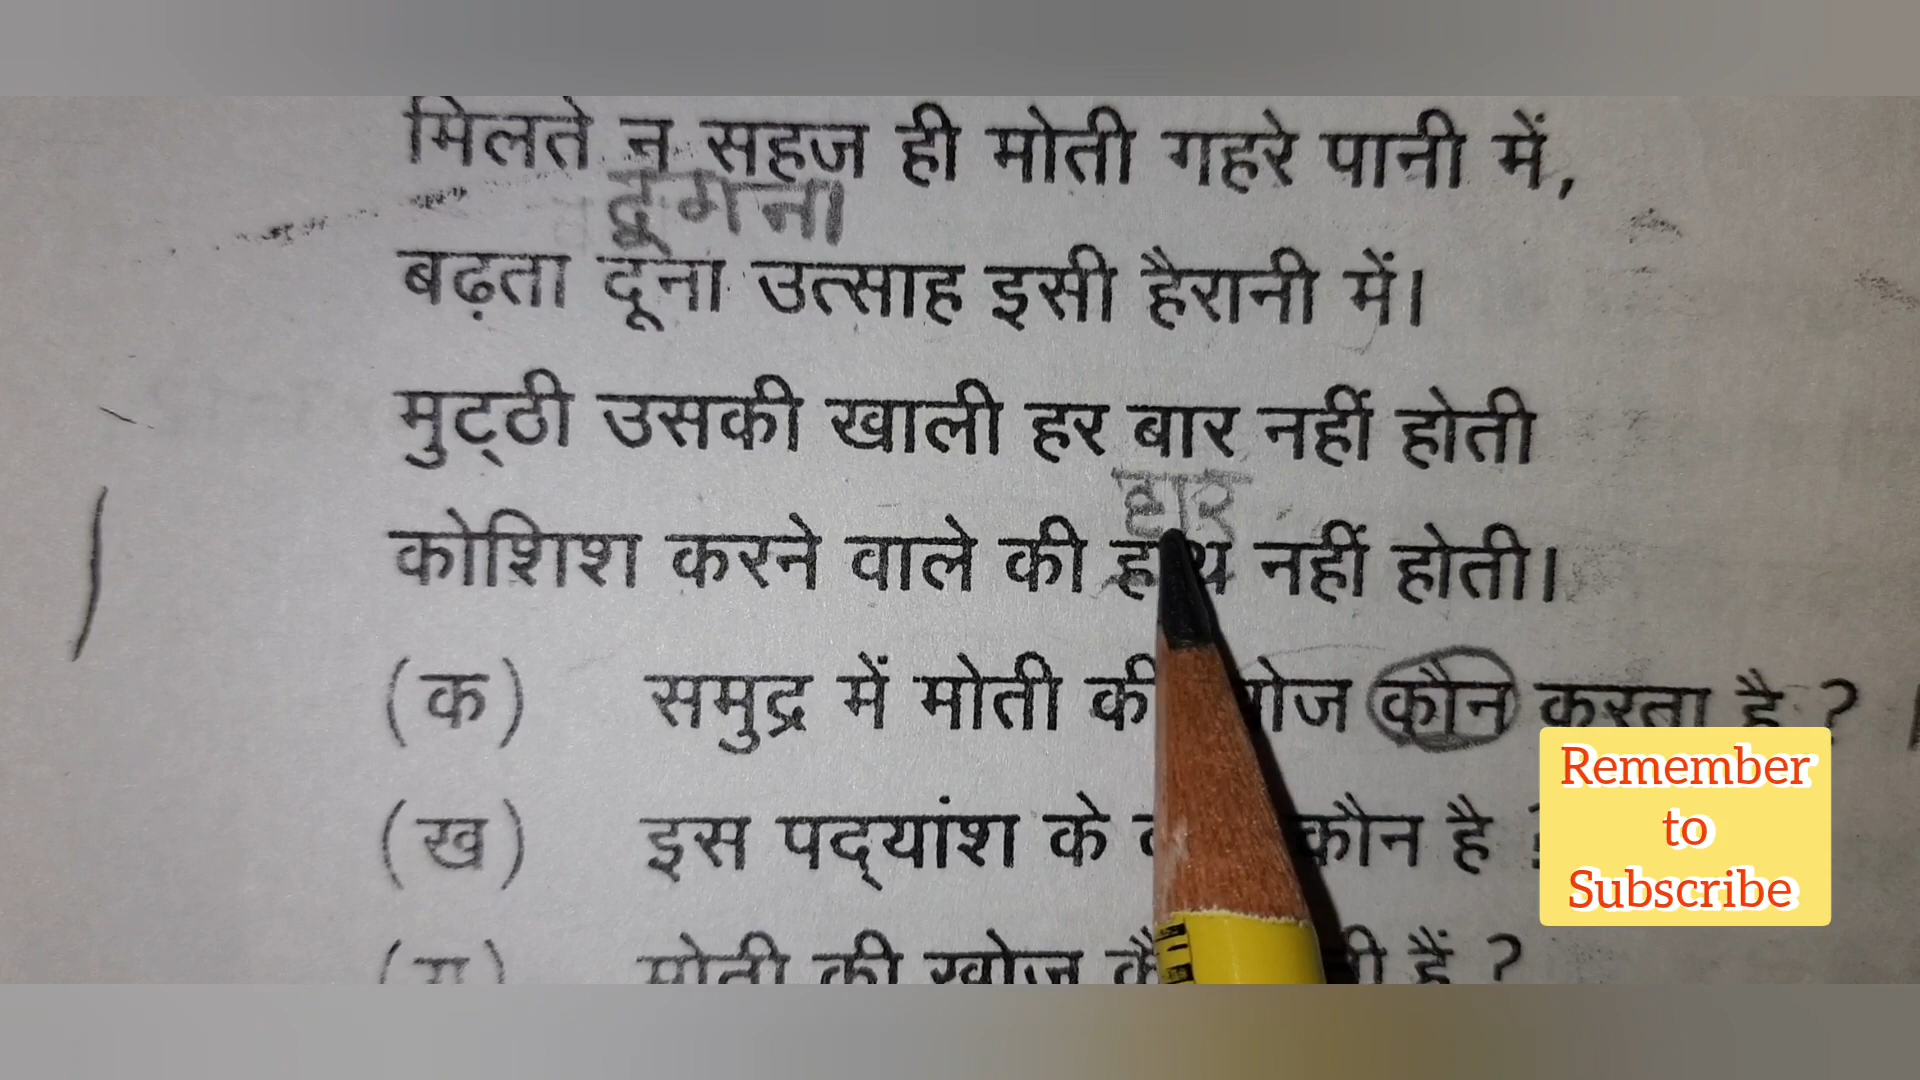 मिलते न सहज ही मोती गहरे पानी में,
दुगना
बढ़ता दूना उत्साह इसी हैरानी में।
मुट्ठी उसकी खाली हर बार नहीं होती
हार
कोशिश करने वाले की हाथ नहीं होती।
(क) समुद्र में मोती की कौन करता है ?
(ख) इस पद्यांश के कौन है
(ग) मोती की खोज हैं ?
Remember
to
Subscribe